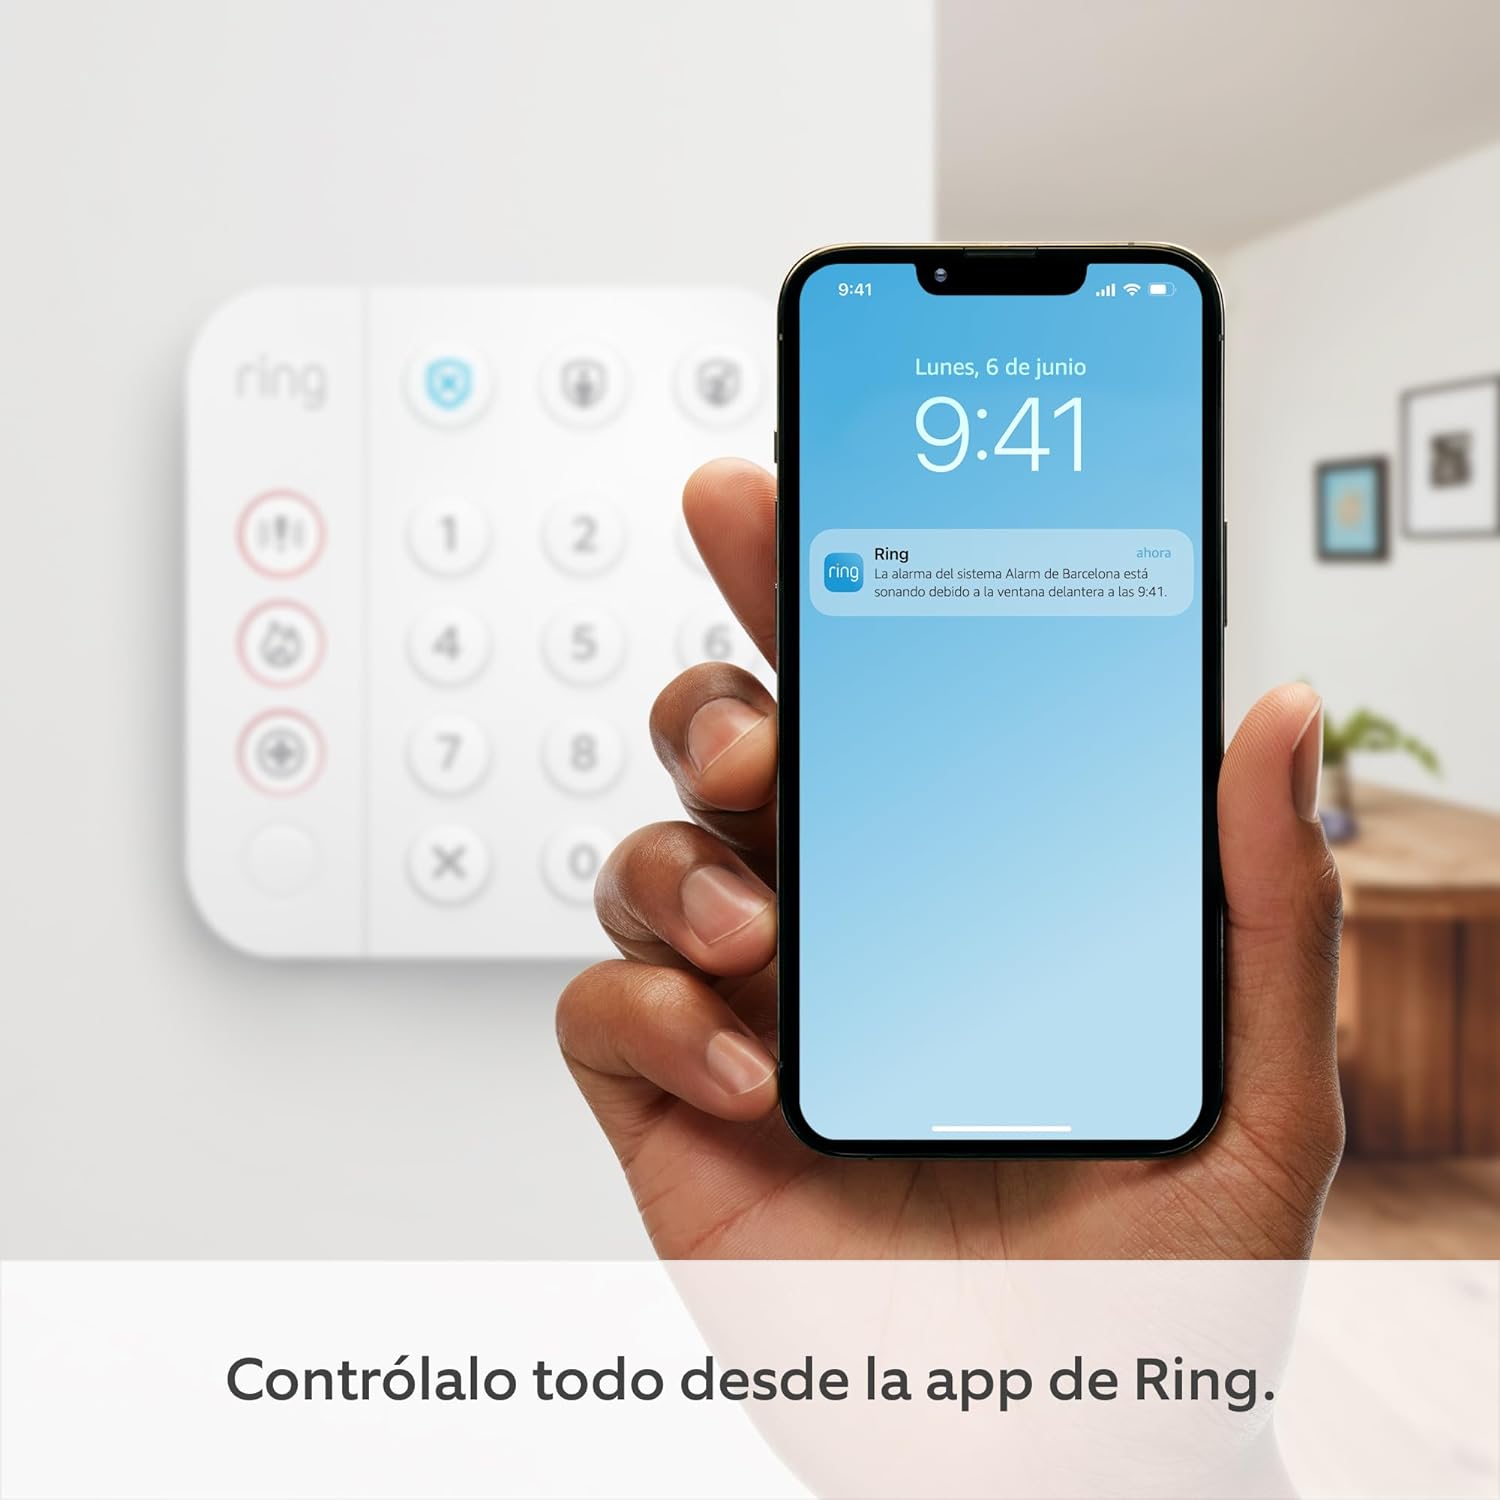 ring
1 2
4 5 6
7 8
0
9:41
Lunes, 6 de junio
9:41
ring
Ring
ahora
La alarma del sistema Alarm de Barcelona está
sonando debido a la ventana delantera a las 9:41.
Contrólalo todo desde la app de Ring.